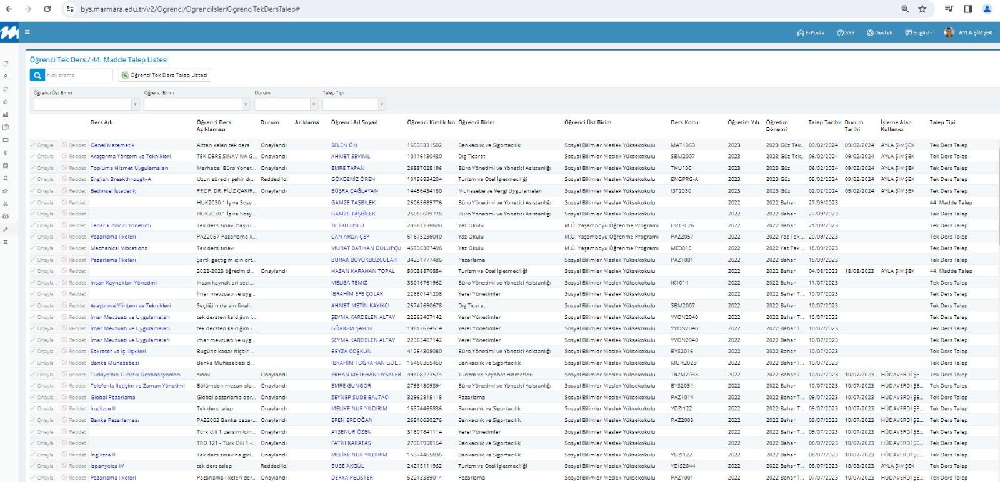 bys.marmara.edu.tr/v2/Ogrenci/OgrenciIsleriOgrenciTekDersTalep#
E-Posta SSS Destek English AYLA ŞİMŞEK
Öğrenci Tek Ders / 44. Madde Talep Listesi
hızlı arama Öğrenci Tek Ders Talep Listesi
Öğrenci Üst Birim Öğrenci Birim Durum Talep Tipi
Ders Adı Öğrenci Ders Açıklaması Durum Aciklama Öğrenci Ad Soyad Öğrenci Kimlik No Öğrenci Birim Öğrenci Üst Birim Ders Kodu Öğretim Yılı Öğretim Dönemi Talep Tarihi Durum Tarihi İşleme Alan Kullanıcı Talep Tipi
Onayla Reddet Genel Matematik Alttan kalan tek ders Onaylandı SELEN ÖN 16535331502 Bankacılık ve Sigortacılık Sosyal Bilimler Meslek Yüksekokulu MAT1063 2023 2023 Güz Tek... 09/02/2024 09/02/2024 AYLA ŞİMŞEK Tek Ders Talep
Onayla Reddet Araştırma Yöntem ve Teknikleri TEK DERS SINAVINA G... Onaylandı AHMET SEVİMLİ 10116130430 Dış Ticaret Sosyal Bilimler Meslek Yüksekokulu SBM2007 2023 2023 Güz Tek... 06/02/2024 09/02/2024 AYLA ŞİMŞEK Tek Ders Talep
Onayla Reddet Topluma Hizmet Uygulamaları Merhaba, Büro Yönet... Onaylandı EMRE TAPAN 26597025196 Büro Yönetimi ve Yönetici Asistanlığı Sosyal Bilimler Meslek Yüksekokulu THU100 2023 2023 Güz 06/02/2024 09/02/2024 AYLA ŞİMŞEK Tek Ders Talep
Onayla Reddet English Breakthrough-A Uzun süredir şehir dı... Reddedildi GÖKDENİZ ÖREN 10196834204 Turizm ve Otel İşletmeciliği Sosyal Bilimler Meslek Yüksekokulu ENGPRG-A 2023 2023 Güz 05/02/2024 09/02/2024 AYLA ŞİMŞEK Tek Ders Talep
Onayla Reddet Betimsel İstatistik PROF. DR. FİLİZ ÇAKIR... Onaylandı BÜŞRA ÇAĞLAYAN 14456434180 Muhasebe ve Vergi Uygulamaları Sosyal Bilimler Meslek Yüksekokulu IST2030 2023 2023 Güz 02/02/2024 05/02/2024 AYLA ŞİMŞEK Tek Ders Talep
Onayla Reddet HUK2030.1 İş ve Sosy... GAMZE TAŞBİLEK 26065689776 Büro Yönetimi ve Yönetici Asistanlığı Sosyal Bilimler Meslek Yüksekokulu 2022 2022 Bahar 27/09/2023 44. Madde Talep
Onayla Reddet HUK2030.1 İş ve Sosy... GAMZE TAŞBİLEK 26065689776 Büro Yönetimi ve Yönetici Asistanlığı Sosyal Bilimler Meslek Yüksekokulu 2022 2022 Bahar 27/09/2023 Tek Ders Talep
Onayla Reddet Tedarik Zinciri Yönetimi Tek ders sınavı başvu... TUTKU USLU 20381136600 Yaz Okulu M.Ü. Yaşamboyu Öğrenme Programı URT3026 2022 2022 Bahar 21/09/2023 Tek Ders Talep
Onayla Reddet Pazarlama İlkeleri PAZ2057-Pazarlama İl... CAN ARDA ÇEP 61675236040 Yaz Okulu M.Ü. Yaşamboyu Öğrenme Programı PAZ2057 2022 2022 Yaz Tek ... 20/09/2023 Tek Ders Talep
Onayla Reddet Mechanical Vibrations Tek ders sınavı MURAT BATIKAN DULUPÇU 45736307498 Yaz Okulu M.Ü. Yaşamboyu Öğrenme Programı ME3018 2022 2022 Yaz Tek ... 18/09/2023 Tek Ders Talep
Onayla Reddet Pazarlama İlkeleri Şartlı geçtiğim için ort... BURAK BÜYÜKBUZCULAR 34231777486 Pazarlama Sosyal Bilimler Meslek Yüksekokulu PAZ1001 2022 2022 Bahar 15/09/2023 Tek Ders Talep
Onayla Reddet 2022-2023 öğretim d... Onaylandı HASAN KARAHAN TOPAL 50038870854 Turizm ve Otel İşletmeciliği Sosyal Bilimler Meslek Yüksekokulu 2022 2022 Bahar 04/08/2023 18/08/2023 AYLA ŞİMŞEK 44. Madde Talep
Onayla Reddet İnsan Kaynakları Yönetimi insan kaynaklari seci... MELİSA TEMİZ 33016761962 Büro Yönetimi ve Yönetici Asistanlığı Sosyal Bilimler Meslek Yüksekokulu IK1014 2022 2022 Bahar 11/07/2023 Tek Ders Talep
Onayla Reddet İmar mevzuatı ve uyg... İBRAHİM EFE ÇOLAK 22880141208 Yerel Yönetimler Sosyal Bilimler Meslek Yüksekokulu 2022 2022 Bahar T... 10/07/2023 Tek Ders Talep
Onayla Reddet Araştırma Yöntem ve Teknikleri Seçtiğim dersin finali... AHMET METİN KAYIKCI 25742690678 Dış Ticaret Sosyal Bilimler Meslek Yüksekokulu SBM2007 2022 2022 Bahar 10/07/2023 Tek Ders Talep
Onayla Reddet İmar Mevzuatı ve Uygulamaları tek dersten kaldığım i... ŞEYMA KARDELEN ALTAY 22363407142 Yerel Yönetimler Sosyal Bilimler Meslek Yüksekokulu YYON2040 2022 2022 Bahar T... 10/07/2023 Tek Ders Talep
Onayla Reddet İmar Mevzuatı ve Uygulamaları tek dersten kaldığım i... GÖRKEM ŞAHİN 19817624514 Yerel Yönetimler Sosyal Bilimler Meslek Yüksekokulu YYON2040 2022 2022 Bahar T... 10/07/2023 Tek Ders Talep
Onayla Reddet İmar Mevzuatı ve Uygulamaları imar mevzuatı ve uyg... ŞEYMA KARDELEN ALTAY 22363407142 Yerel Yönetimler Sosyal Bilimler Meslek Yüksekokulu YYON2040 2022 2022 Bahar 10/07/2023 Tek Ders Talep
Onayla Reddet Sekreter ve İş İlişkileri Bugüne kadar hiçbir ... BEYZA COŞKUN 41254808080 Büro Yönetimi ve Yönetici Asistanlığı Sosyal Bilimler Meslek Yüksekokulu BYS2016 2022 2022 Bahar 10/07/2023 Tek Ders Talep
Onayla Reddet Banka Muhasebesi Banka Muhasebesi d... İBRAHİM TUĞRAHAN GÜL... 16460365450 Bankacılık ve Sigortacılık Sosyal Bilimler Meslek Yüksekokulu MUH2029 2022 2022 Bahar T... 10/07/2023 Tek Ders Talep
Onayla Reddet Türkiye'nin Turistik Destinasyonları sınav Onaylandı ERHAN METEHAN UYSALER 49408223574 Turizm ve Seyahat Hizmetleri Sosyal Bilimler Meslek Yüksekokulu TRZM2033 2022 2022 Bahar T... 10/07/2023 10/07/2023 HÜDAVERDİ ŞE... Tek Ders Talep
Onayla Reddet Telefonla İletişim ve Zaman Yönetimi Bölümden mezun ola... Onaylandı EMRE GÜNGÖR 27934809394 Büro Yönetimi ve Yönetici Asistanlığı Sosyal Bilimler Meslek Yüksekokulu BYS2034 2022 2022 Bahar 10/07/2023 10/07/2023 HÜDAVERDİ ŞE... Tek Ders Talep
Onayla Reddet Global Pazarlama Global pazarlama der... Onaylandı ZEYNEP SUDE BALTACI 32962815118 Pazarlama Sosyal Bilimler Meslek Yüksekokulu PAZ1014 2022 2022 Bahar T... 09/07/2023 10/07/2023 HÜDAVERDİ ŞE... Tek Ders Talep
Onayla Reddet İngilizce II Tek ders talep Onaylandı MELİKE NUR YILDIRIM 15374465836 Bankacılık ve Sigortacılık Sosyal Bilimler Meslek Yüksekokulu YDZI122 2022 2022 Bahar T... 09/07/2023 10/07/2023 HÜDAVERDİ ŞE... Tek Ders Talep
Onayla Reddet Banka Pazarlaması PAZ2003 Banka pazar... Onaylandı EREN ERDOĞAN 26510030276 Bankacılık ve Sigortacılık Sosyal Bilimler Meslek Yüksekokulu PAZ2003 2022 2022 Bahar 09/07/2023 10/07/2023 HÜDAVERDİ ŞE... Tek Ders Talep
Onayla Reddet Türk dili 1 dersim için... Onaylandı AYŞENUR ÖZEN 31807841114 Yerel Yönetimler Sosyal Bilimler Meslek Yüksekokulu 2022 2022 Bahar T... 09/07/2023 10/07/2023 HÜDAVERDİ ŞE... Tek Ders Talep
Onayla Reddet TRD 121 - Türk Dili 1 -... Onaylandı FATİH KARATAŞ 27367958164 Bankacılık ve Sigortacılık Sosyal Bilimler Meslek Yüksekokulu 2022 2022 Bahar 08/07/2023 10/07/2023 HÜDAVERDİ ŞE... Tek Ders Talep
Onayla Reddet İngilizce II Tek ders sınavına giri... Onaylandı MELİKE NUR YILDIRIM 15374465836 Bankacılık ve Sigortacılık Sosyal Bilimler Meslek Yüksekokulu YDZI122 2022 2022 Bahar 08/07/2023 10/07/2023 HÜDAVERDİ ŞE... Tek Ders Talep
Onayla Reddet İspanyolca IV tek ders talep Reddedildi BUSE AKGÜL 24215111962 Turizm ve Otel İşletmeciliği Sosyal Bilimler Meslek Yüksekokulu YDIS2044 2022 2022 Bahar T... 08/07/2023 18/08/2023 AYLA ŞİMŞEK Tek Ders Talep
Onayla Reddet Pazarlama İlkeleri Pazarlama ilkeleri der... Onaylandı DERYA PELİSTER 52213389014 Pazarlama Sosyal Bilimler Meslek Yüksekokulu PAZ1001 2022 2022 Bahar T... 07/07/2023 10/07/2023 HÜDAVERDİ ŞE... Tek Ders Talep